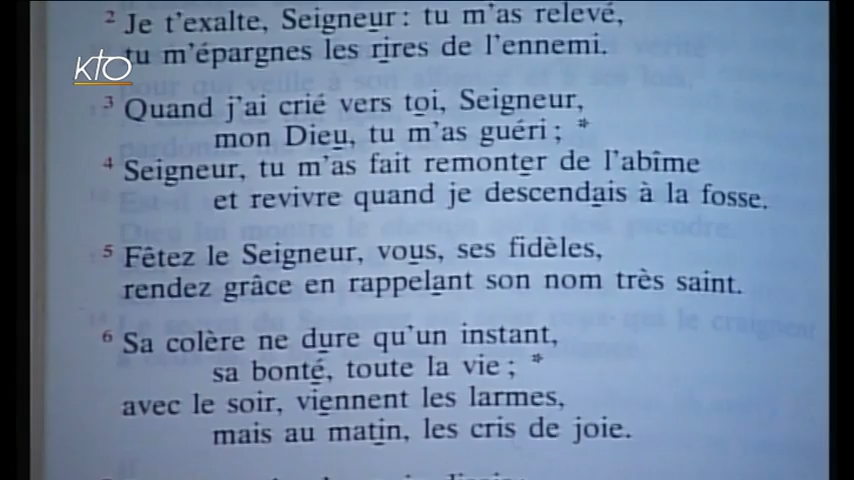 2 Je t'exalte, Seigneur : tu m'as relevé,
tu m'épargnes les rires de l'ennemi.
KTO
3 Quand j'ai crié vers toi, Seigneur,
mon Dieu, tu m'as guéri ; *
4 Seigneur, tu m'as fait remonter de l'abîme
et revivre quand je descendais à la fosse.
5 Fêtez le Seigneur, vous, ses fidèles,
rendez grâce en rappelant son nom très saint.
6 Sa colère ne dure qu'un instant,
sa bonté, toute la vie ; *
avec le soir, viennent les larmes,
mais au matin, les cris de joie.